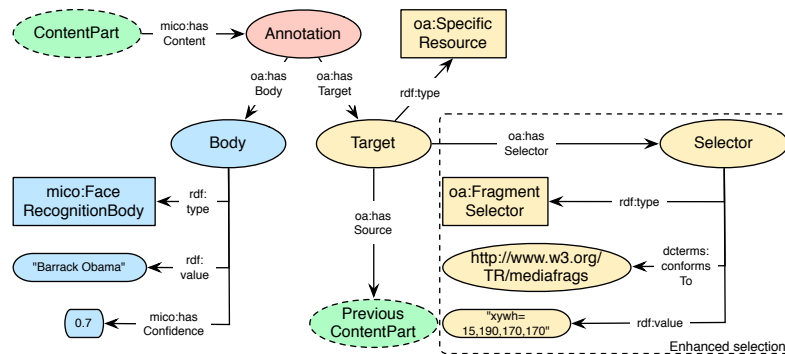 ContentPart
mico:has
Content
Annotation
oa:Specific
Resource
oa:has
Body
oa:has
Target
rdf:type
Body
Target
oa:has
Selector
Selector
mico:Face
RecognitionBody
rdf:
type
oa:has
Source
oa:Fragment
Selector
rdf:type
"Barrack Obama"
rdf:
value
http://www.w3.org/
TR/mediafrags
dcterms:
conforms
To
0.7
mico:has
Confidence
Previous
ContentPart
"xywh=
15,190,170,170"
rdf:value
Enhanced selection